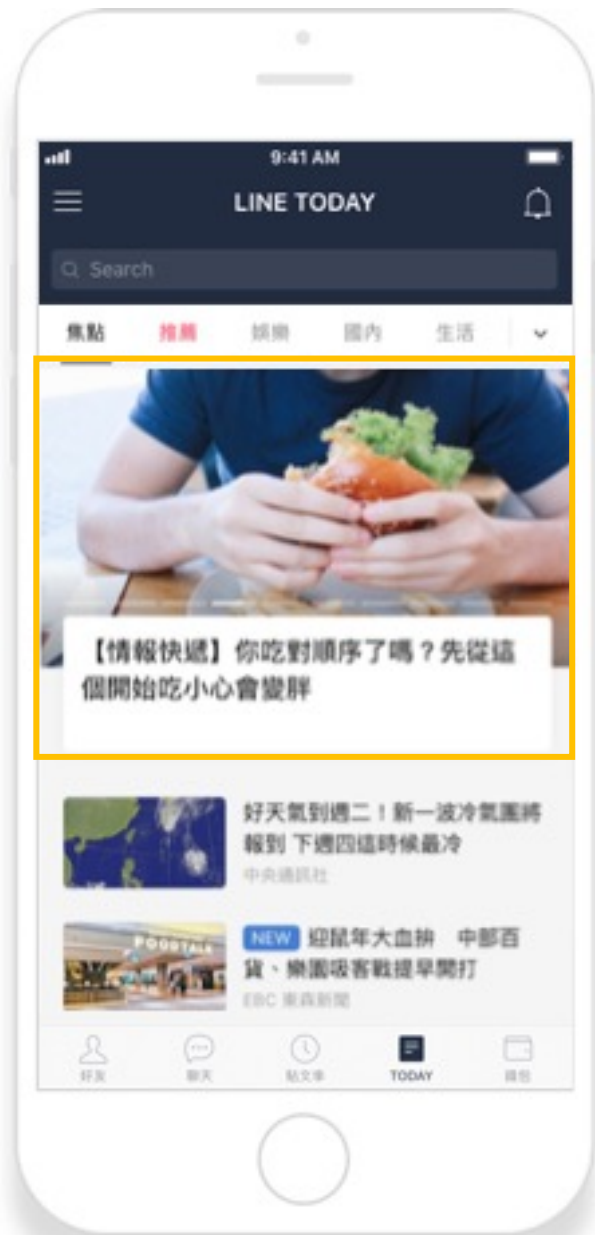 9:41 AM
LINE TODAY
Search
焦點 推薦 娛樂 國內 生活
【情報快遞】你吃對順序了嗎?先從這
個開始吃小心會變胖
好天氣到週二!新一波冷氣團將
報到 下週四這時候最冷
中央通訊社
NEW 迎鼠年大血拚 中部百
貨、樂園吸客戰提早開打
EBC 東森新聞
好友 聊天 貼文串 TODAY 錢包